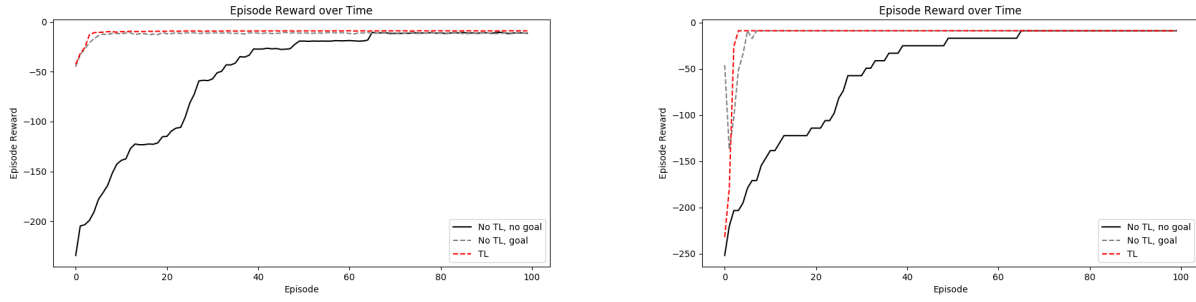 Episode Reward over Time
Episode Reward
0
−50
−100
−150
−200
No TL, no goal
No TL, goal
TL
0
20
40
60
80
100
Episode
Episode Reward over Time
Episode Reward
0
−50
−100
−150
−200
−250
No TL, no goal
No TL, goal
TL
0
20
40
60
80
100
Episode